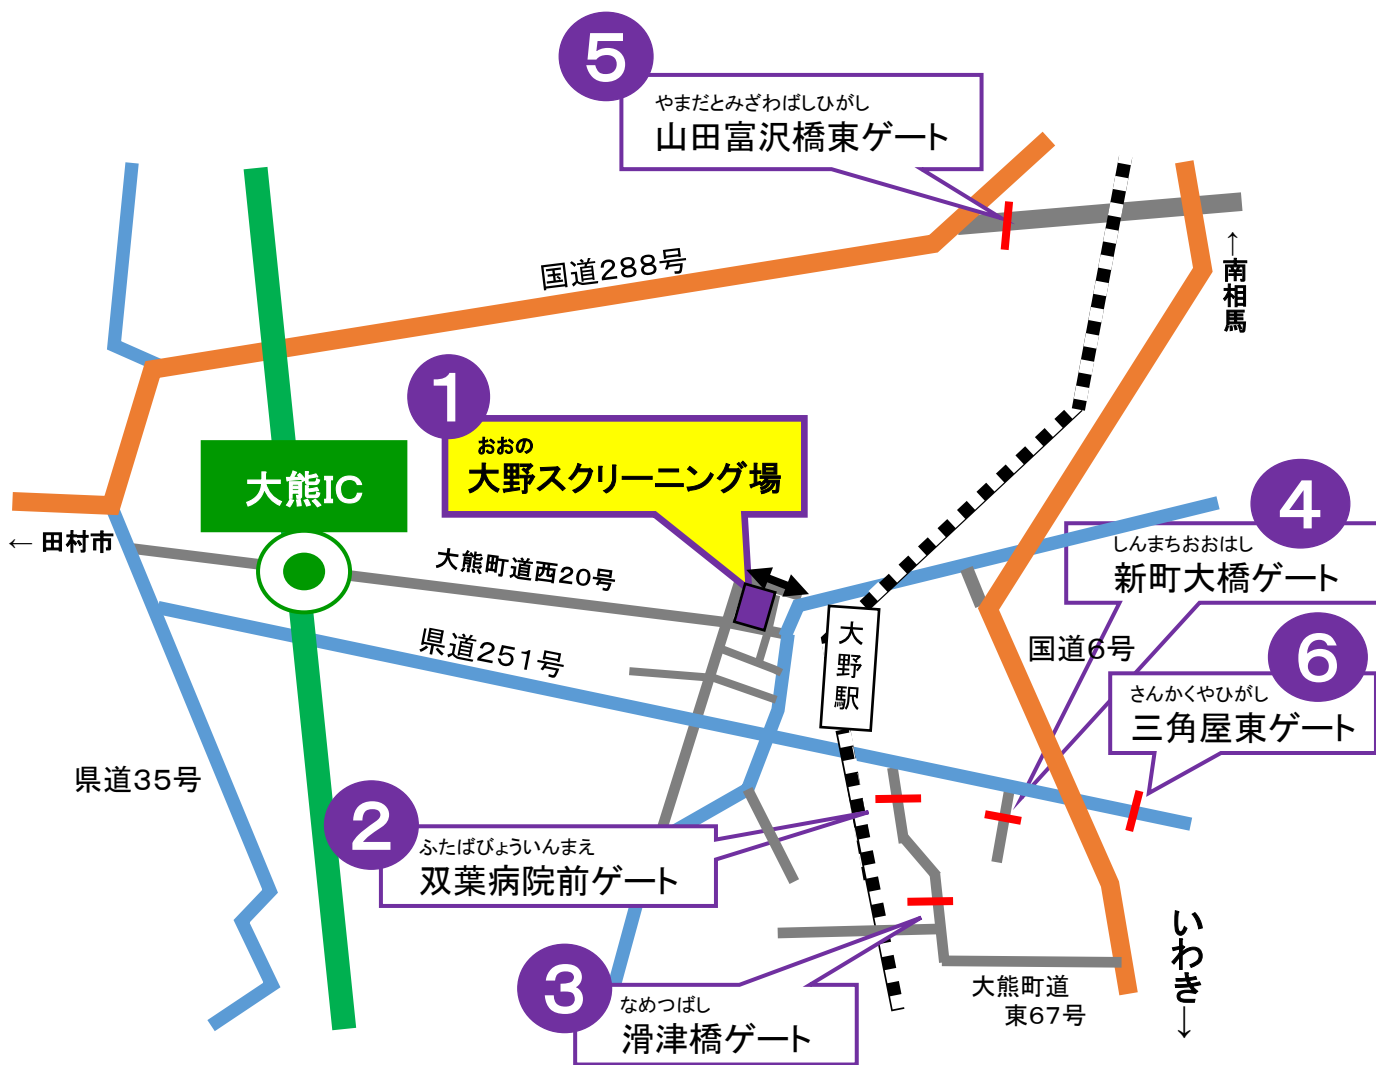 5
やまだとみざわばしひがし
山田富沢橋東ゲート
国道288号
↑
南相馬
1
おおの
大野スクリーニング場
大熊IC
← 田村市
大熊町道西20号
4
しんまちおおはし
新町大橋ゲート
県道251号
大野駅
国道6号
6
さんかくやひがし
三角屋東ゲート
県道35号
2
ふたばびょういんまえ
双葉病院前ゲート
いわき
↓
3
なめつばし
滑津橋ゲート
大熊町道
東67号